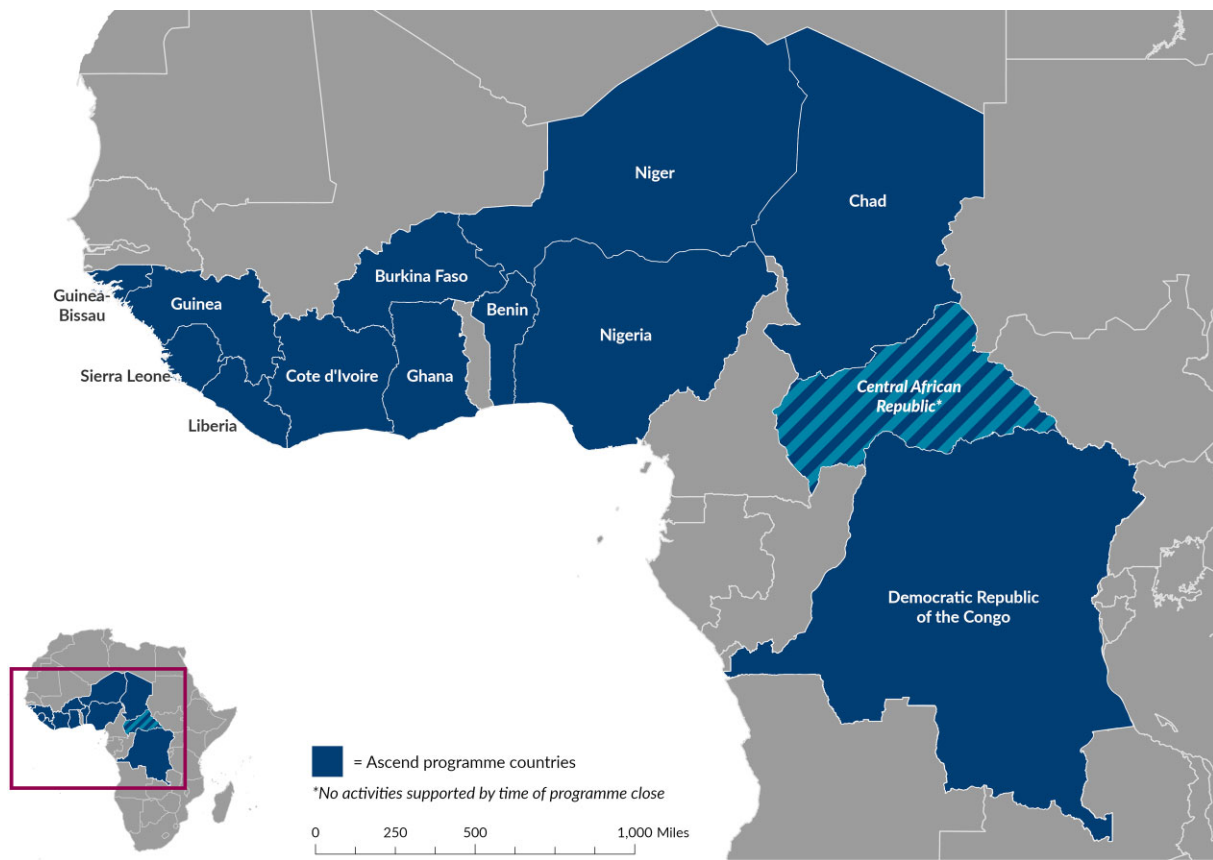 Niger
Chad
Burkina Faso
Guinea-
Bissau
Guinea
Benin
Nigeria
Sierra Leone
Cote d'Ivoire
Ghana
Central African
Republic*
Liberia
Democratic Republic
of the Congo
= Ascend programme countries
*No activities supported by time of programme close
0 250 500 1,000 Miles